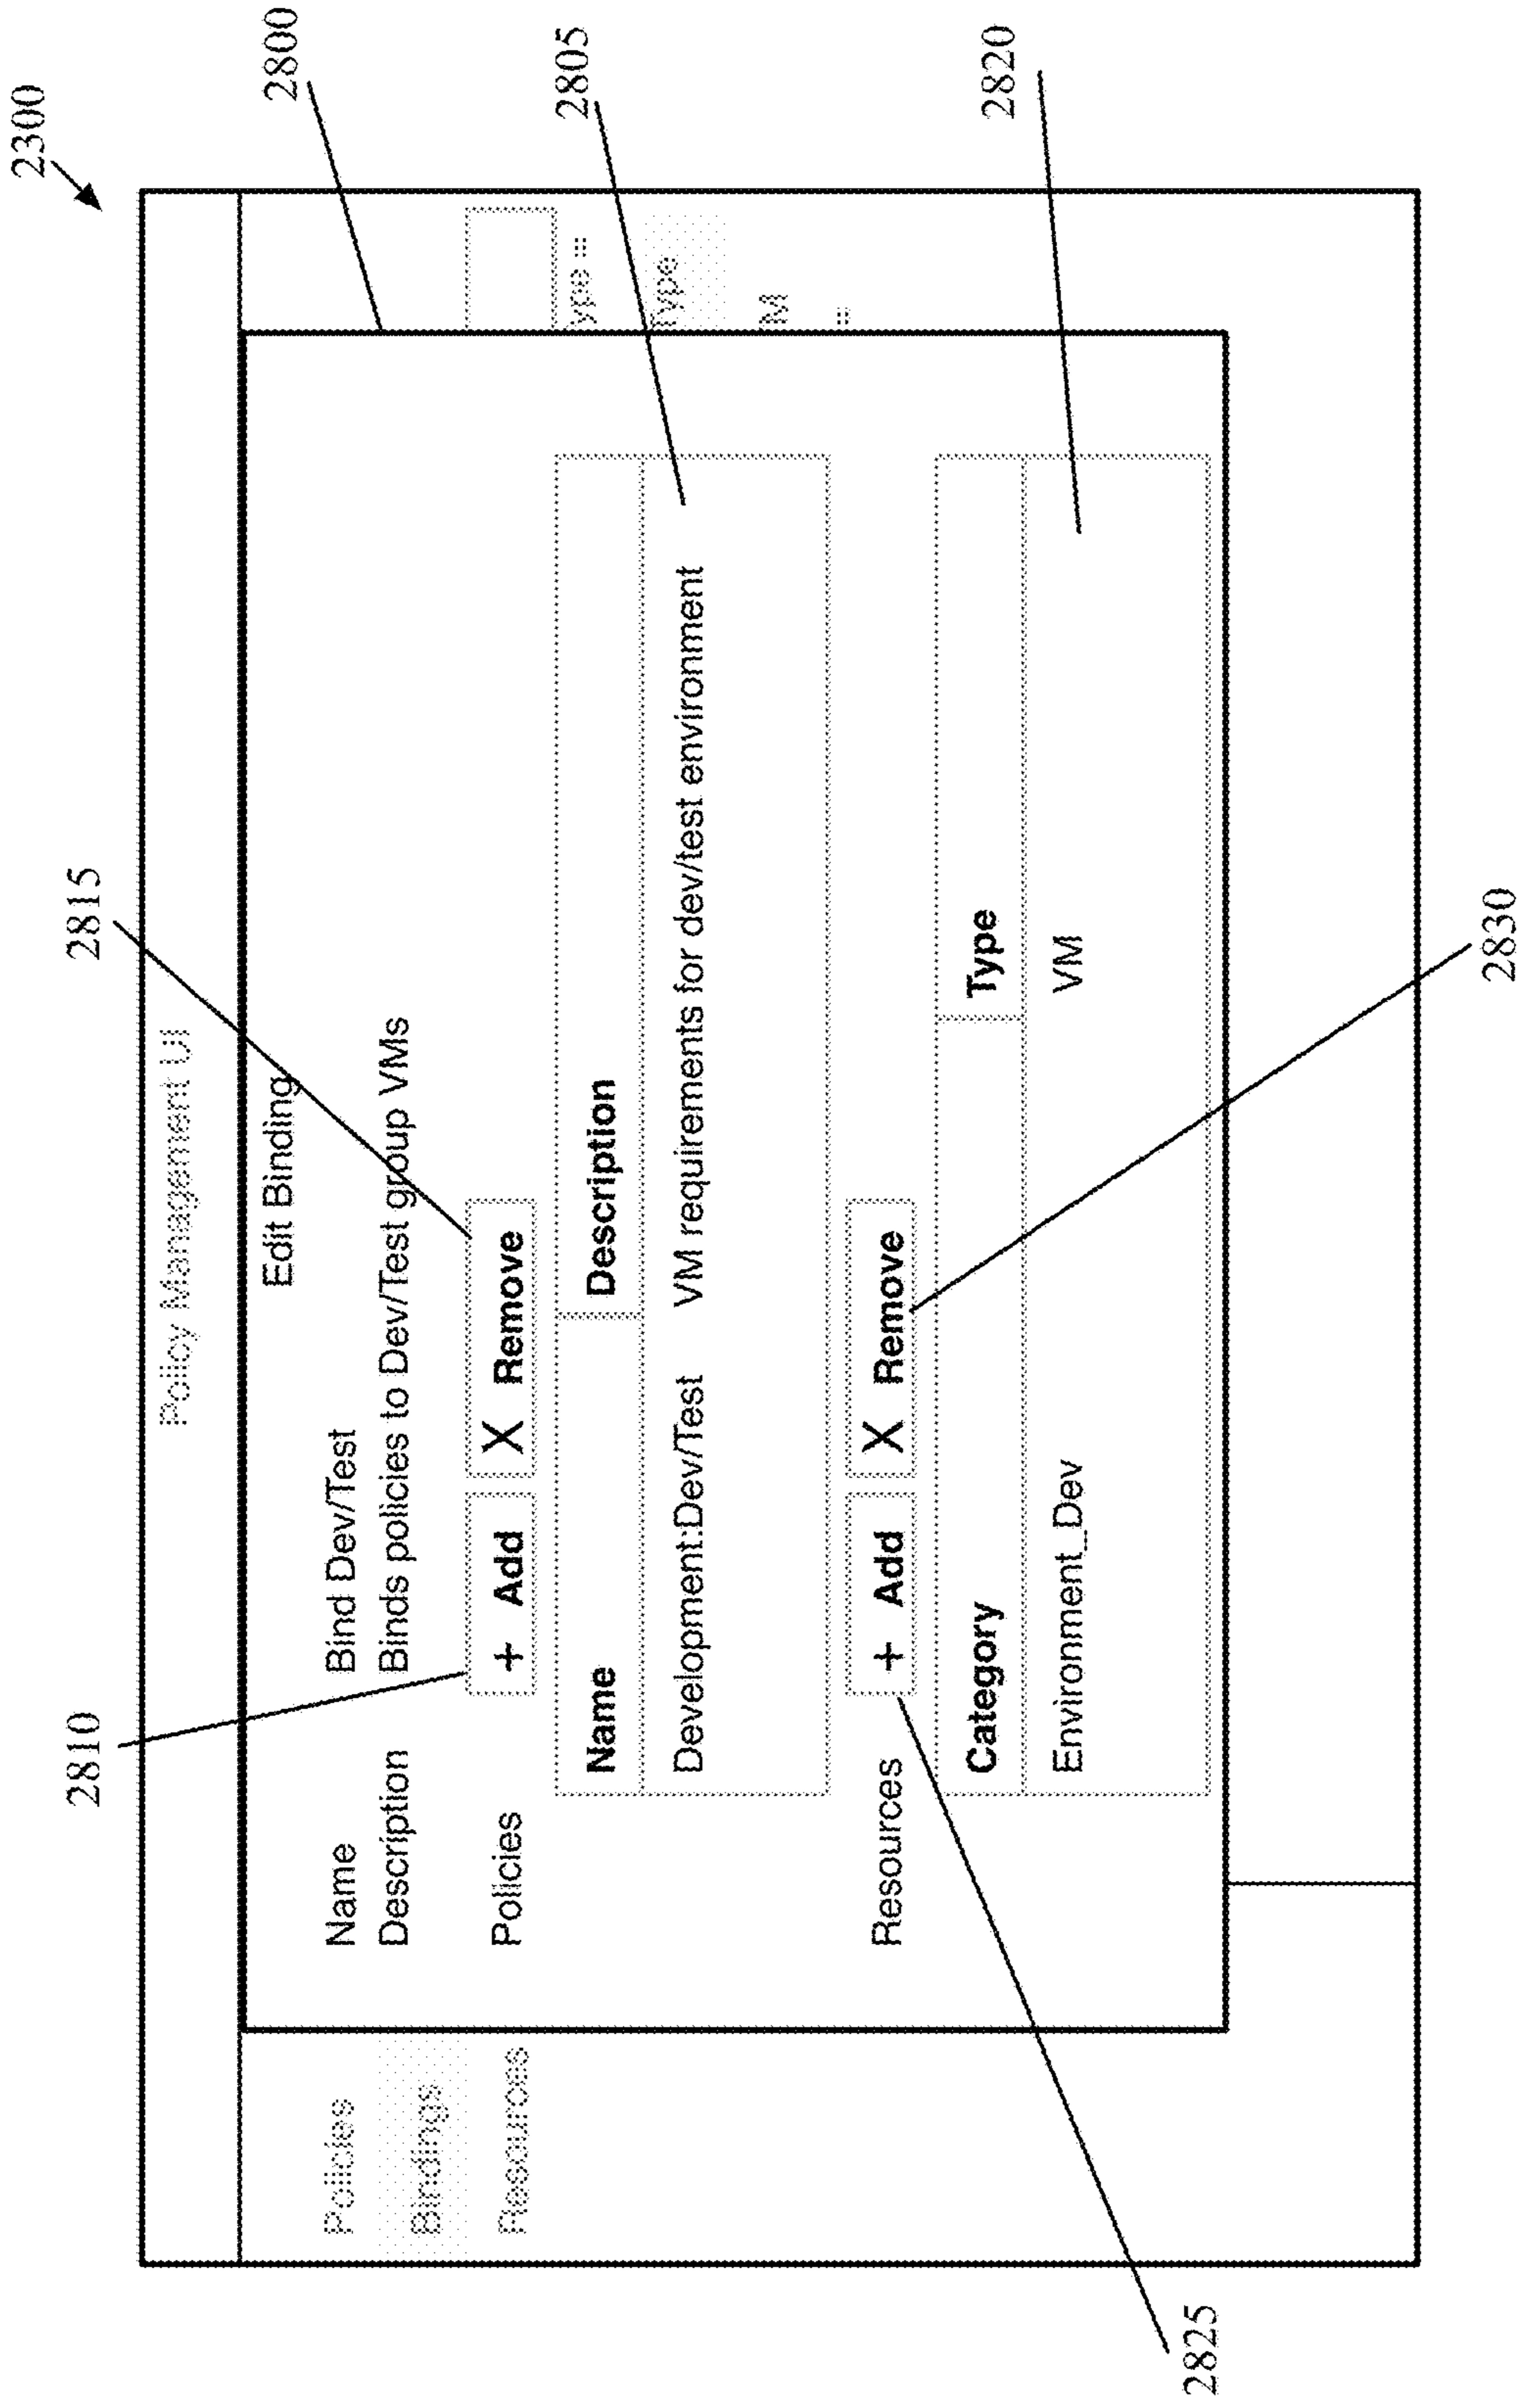 2300
2800
2805
2820
2815
2810
2825
2830
Policy Management UI
Policies
Bindings
Resources
Edit Binding
Name Bind Dev/Test
Description Binds policies to Dev/Test group VMs
Policies + Add X Remove
Name Description
Development:Dev/Test VM requirements for dev/test environment
Resources + Add X Remove
Category Type
Environment_Dev VM
ype =
Type
M
=